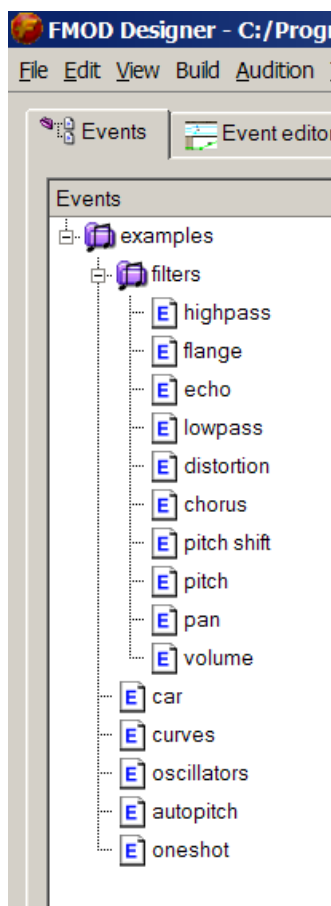 FMOD Designer - C:/Progr
File Edit View Build Audition
Events Event editor
Events
examples
filters
E highpass
E flange
E echo
E lowpass
E distortion
E chorus
E pitch shift
E pitch
E pan
E volume
E car
E curves
E oscillators
E autopitch
E oneshot